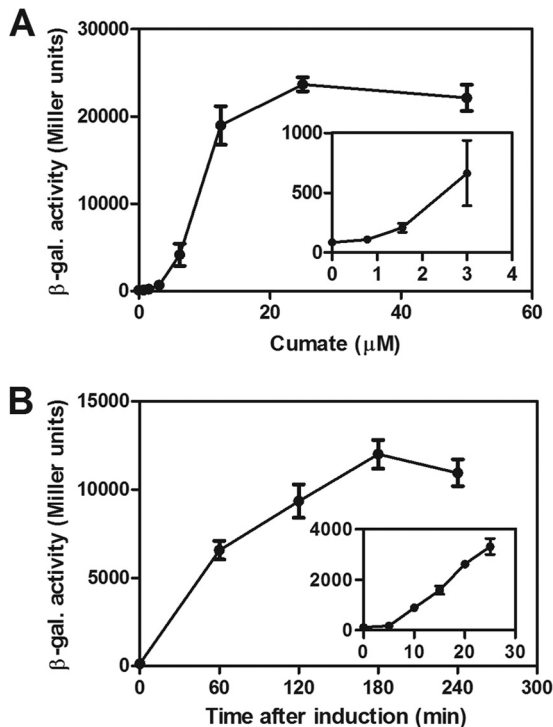 A
30000
20000
10000
0
β-gal. activity (Miller units)
1000
500
0
0 1 2 3 4
0 20 40 60
Cumate (μM)
B
15000
10000
5000
0
β-gal. activity (Miller units)
4000
2000
0
0 10 20 30
0 60 120 180 240 300
Time after induction (min)